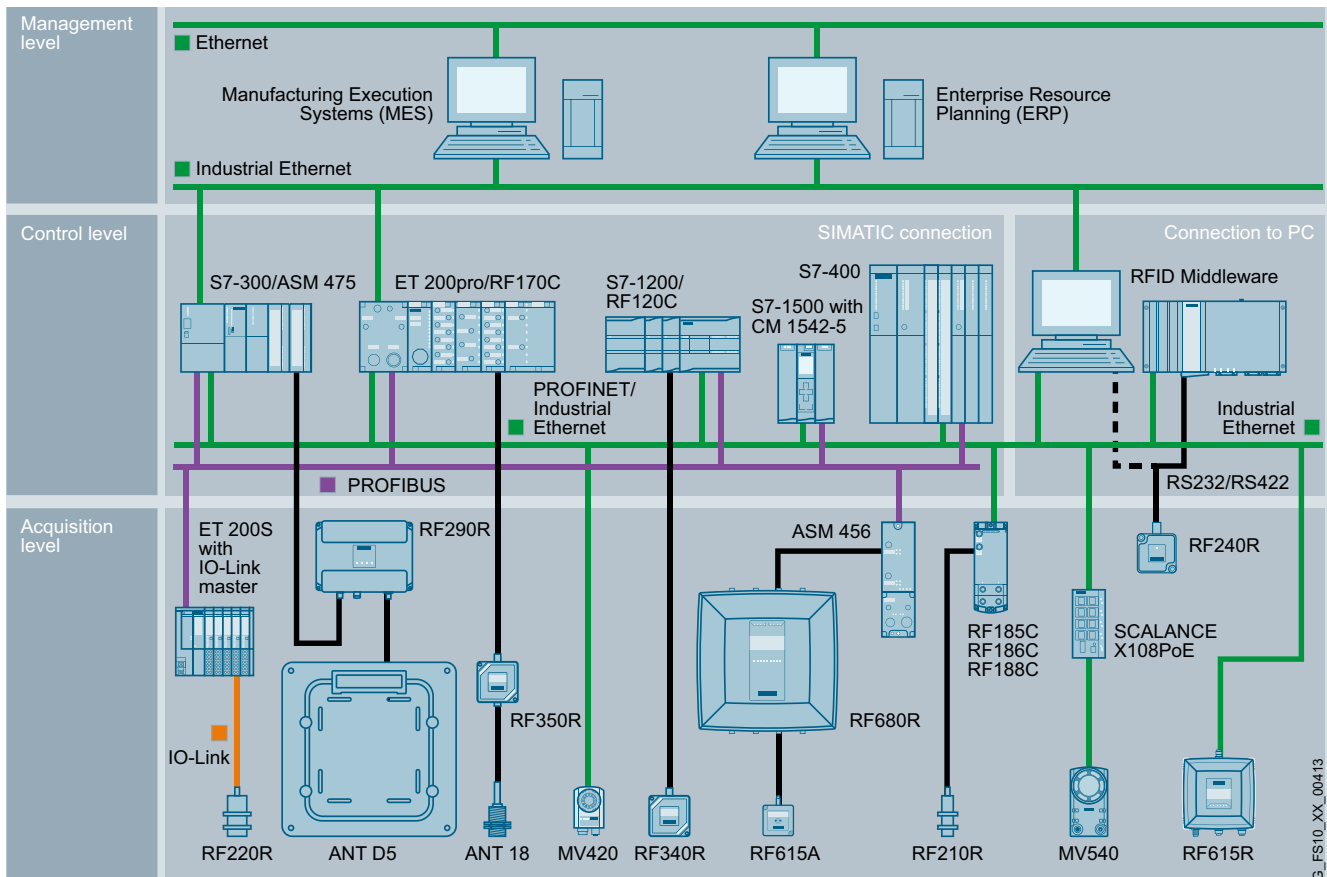 Management
level
Ethernet
Manufacturing Execution
Systems (MES)
Enterprise Resource
Planning (ERP)
Industrial Ethernet
Control level
SIMATIC connection
Connection to PC
S7-300/ASM 475
ET 200pro/RF170C
S7-1200/
RF120C
S7-1500 with
CM 1542-5
S7-400
RFID Middleware
PROFINET/
Industrial
Ethernet
Industrial
Ethernet
PROFIBUS
RS232/RS422
Acquisition
level
ET 200S
with
IO-Link
master
RF290R
ASM 456
RF240R
RF185C
RF186C
RF188C
SCALANCE
X108PoE
RF350R
RF680R
IO-Link
RF220R
ANT D5
ANT 18
MV420
RF340R
RF615A
RF210R
MV540
RF615R
G_FS10_XX_00413